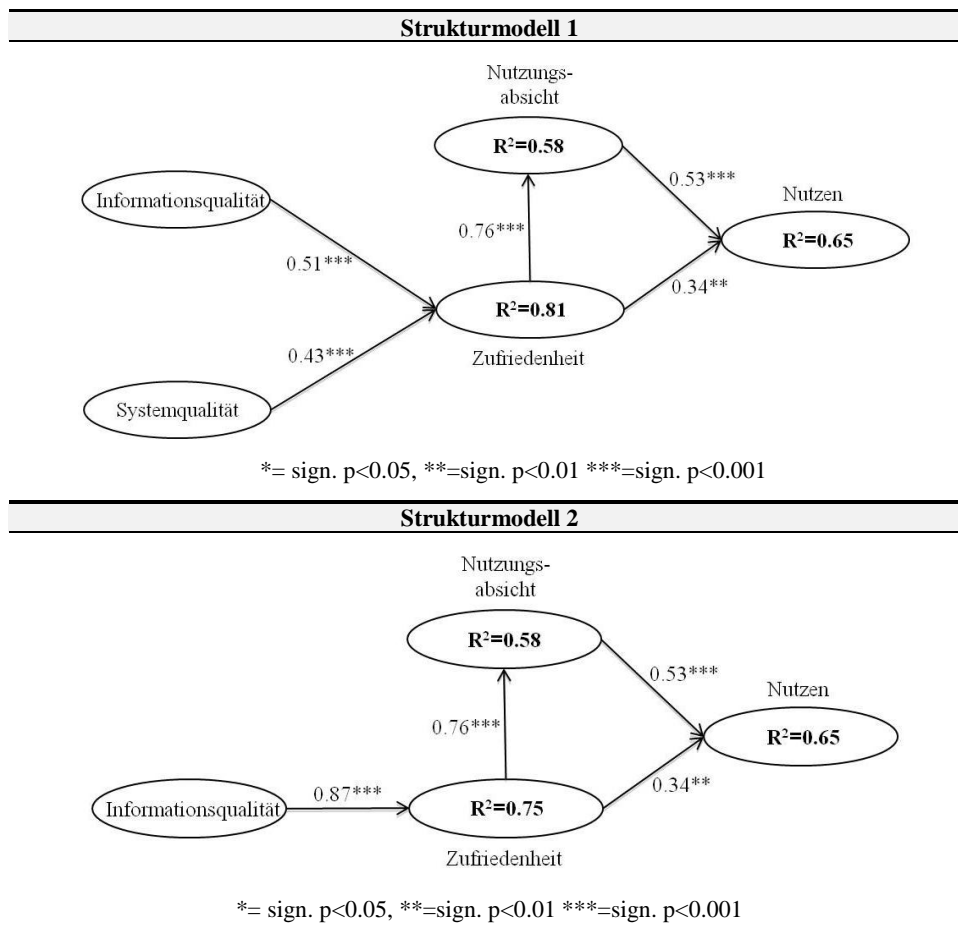 Strukturmodell 1
Nutzungs-
absicht
R²=0.58
0.53***
Nutzen
Informationsqualität
0.76***
R²=0.65
0.51***
0.34**
R²=0.81
0.43***
Zufriedenheit
Systemqualität
*= sign. p<0.05, **=sign. p<0.01 ***=sign. p<0.001
Strukturmodell 2
Nutzungs-
absicht
R²=0.58
0.53***
Nutzen
0.76***
R²=0.65
0.87***
0.34**
Informationsqualität
R²=0.75
Zufriedenheit
*= sign. p<0.05, **=sign. p<0.01 ***=sign. p<0.001